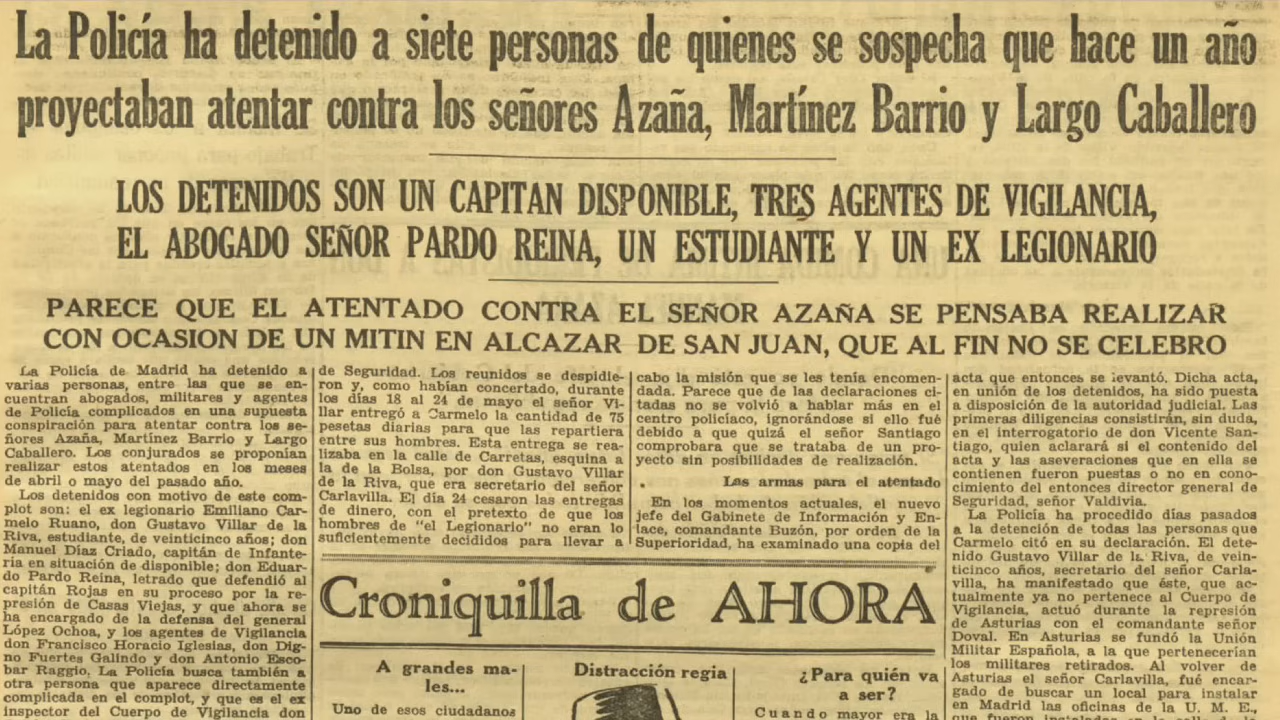 La Policía ha detenido a siete personas de quienes se sospecha que hace un año
proyectaban atentar contra los señores Azaña, Martínez Barrio y Largo Caballero
LOS DETENIDOS SON UN CAPITAN DISPONIBLE, TRES AGENTES DE VIGILANCIA,
EL ABOGADO SEÑOR PARDO REINA, UN ESTUDIANTE Y UN EX LEGIONARIO
PARECE QUE EL ATENTADO CONTRA EL SEÑOR AZAÑA SE PENSABA REALIZAR
CON OCASION DE UN MITIN EN ALCAZAR DE SAN JUAN, QUE AL FIN NO SE CELEBRO
La Policía de Madrid ha detenido a
varias personas, entre las que se en-
cuentran abogados, militares y agentes
de Policía complicados en una supuesta
conspiración para atentar contra los se-
ñores Azaña, Martínez Barrio y Largo
Caballero. Los conjurados se proponían
realizar estos atentados en los meses
de abril o mayo del pasado año.
Los detenidos con motivo de este com-
plot son: el ex legionario Emiliano Car-
melo Ruano, don Gustavo Villar de la
Riva, estudiante, de veinticinco años; don
Manuel Díaz Criado, capitán de Infante-
ría en situación de disponible; don Eduar-
do Pardo Reina, letrado que defendió al
capitán Rojas en su proceso por la re-
presión de Casas Viejas, y que ahora se
ha encargado de la defensa del general
López Ochoa, y los agentes de Vigilancia
don Francisco Horacio Iglesias, don Dig-
no Fuertes Galindo y don Antonio Esco-
bar Raggio. La Policía busca también a
otra persona que aparece directamente
complicada en el complot, y que es el ex
inspector del Cuerpo de Vigilancia don
de Seguridad. Los reunidos se despidie-
ron y, como habían concertado, durante
los días 18 al 24 de mayo el señor Vi-
llar entregó a Carmelo la cantidad de 75
pesetas diarias para que las repartiera
entre sus hombres. Esta entrega se rea-
lizaba en la calle de Carretas, esquina a
la de la Bolsa, por don Gustavo Villar
de la Riva, que era secretario del señor
Carlavilla. El día 24 cesaron las entregas
de dinero, con el pretexto de que los
hombres de "el Legionario" no eran lo
suficientemente decididos para llevar a
cabo la misión que se les tenía encomen-
dada. Parece que de las declaraciones ci-
tadas no se volvió a hablar más en el
centro policíaco, ignorándose si ello fué
debido a que quizá el señor Santiago
comprobara que se trataba de un pro-
yecto sin posibilidades de realización.
Las armas para el atentado
En los momentos actuales, el nuevo
jefe del Gabinete de Información y En-
lace, comandante Buzón, por orden de la
Superioridad, ha examinado una copia del
acta que entonces se levantó. Dicha acta,
en unión de los detenidos, ha sido puesta
a disposición de la autoridad judicial. Las
primeras diligencias consistirán, sin duda,
en el interrogatorio de don Vicente San-
tiago, quien aclarará si el contenido del
acta y las aseveraciones que en ella se
contienen fueron puestas o no en cono-
cimiento del entonces director general de
Seguridad, señor Valdivia.
La Policía ha procedido días pasados
a la detención de todas las personas que
Carmelo citó en su declaración. El dete-
nido Gustavo Villar de la Riva, de vein-
ticinco años, secretario del señor Carla-
villa, ha manifestado que éste, que ac-
tualmente ya no pertenece al Cuerpo de
Vigilancia, actuó durante la represión
de Asturias con el comandante señor
Doval. En Asturias se fundó la Unión
Militar Española, a la que pertenecerían
los militares retirados. Al volver de
Asturias el señor Carlavilla, fué encar-
gado de buscar un local para instalar
en Madrid las oficinas de la U. M. E.,
que fueron
Croniquilla de AHORA
A grandes ma-
les...
Uno de esos ciudadanos
Distracción regia
¿Para quién va
a ser?
Cuando mayor era la